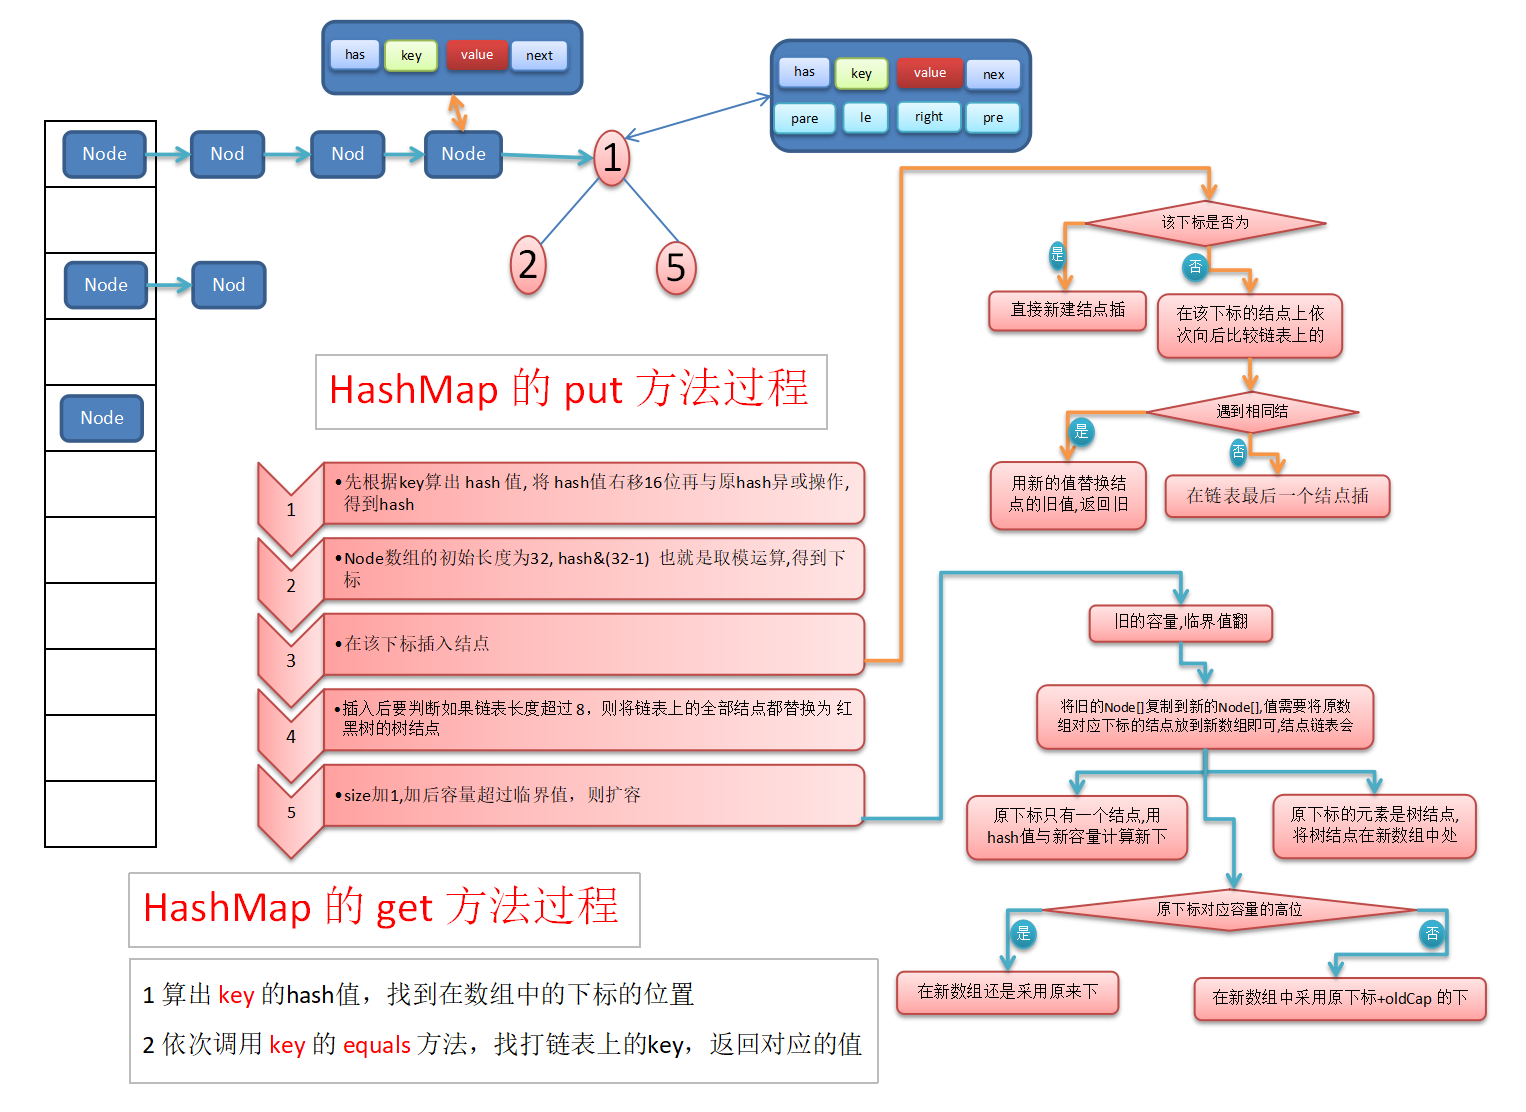 has key value next
has key value nex
pare le right pre
Node Nod Nod Node
1
2 5
Node Nod
Node
HashMap 的 put 方法过程
1
•先根据key算出 hash 值, 将 hash值右移16位再与原hash异或操作,
得到hash
2
•Node数组的初始长度为32, hash&(32-1) 也就是取模运算,得到下
标
3
•在该下标插入结点
4
•插入后要判断如果链表长度超过 8，则将链表上的全部结点都替换为 红
黑树的树结点
5
•size加1,加后容量超过临界值，则扩容
该下标是否为
是
否
直接新建结点插
在该下标的结点上依
次向后比较链表上的
遇到相同结
是
否
用新的值替换结
点的旧值,返回旧
在链表最后一个结点插
旧的容量,临界值翻
将旧的Node[]复制到新的Node[],值需要将原数
组对应下标的结点放到新数组即可,结点链表会
原下标只有一个结点,用
hash值与新容量计算新下
原下标的元素是树结点,
将树结点在新数组中处
原下标对应容量的高位
是
否
在新数组还是采用原来下
在新数组中采用原下标+oldCap 的下
HashMap 的 get 方法过程
1 算出 key 的hash值，找到在数组中的下标的位置
2 依次调用 key 的 equals 方法，找打链表上的key，返回对应的值